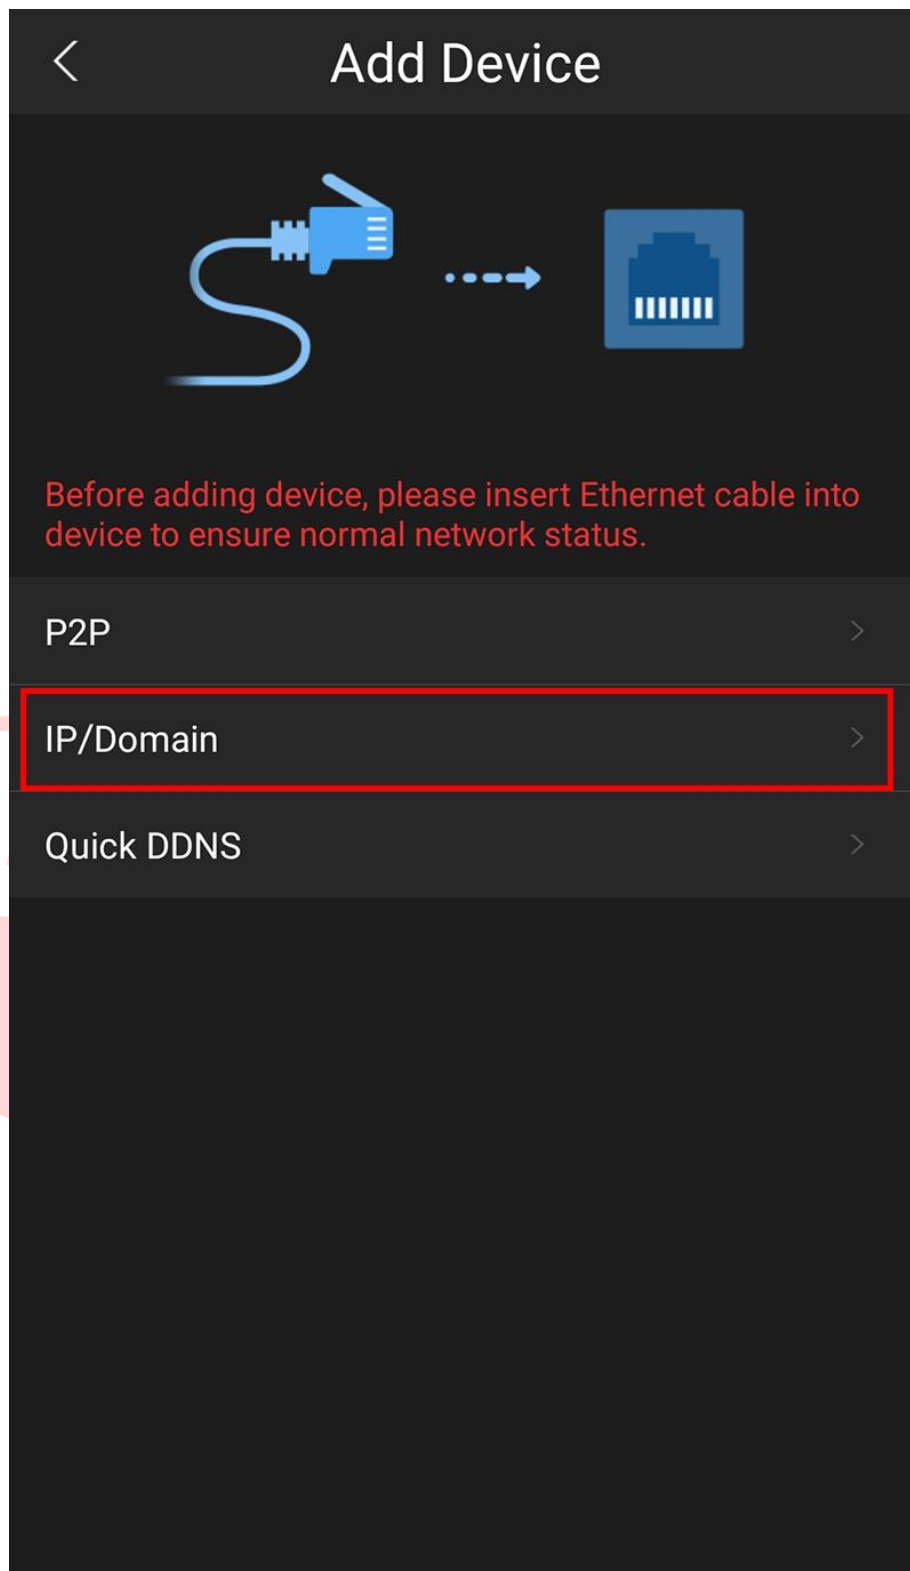 Add Device
Before adding device, please insert Ethernet cable into
device to ensure normal network status.
P2P
IP/Domain
Quick DDNS